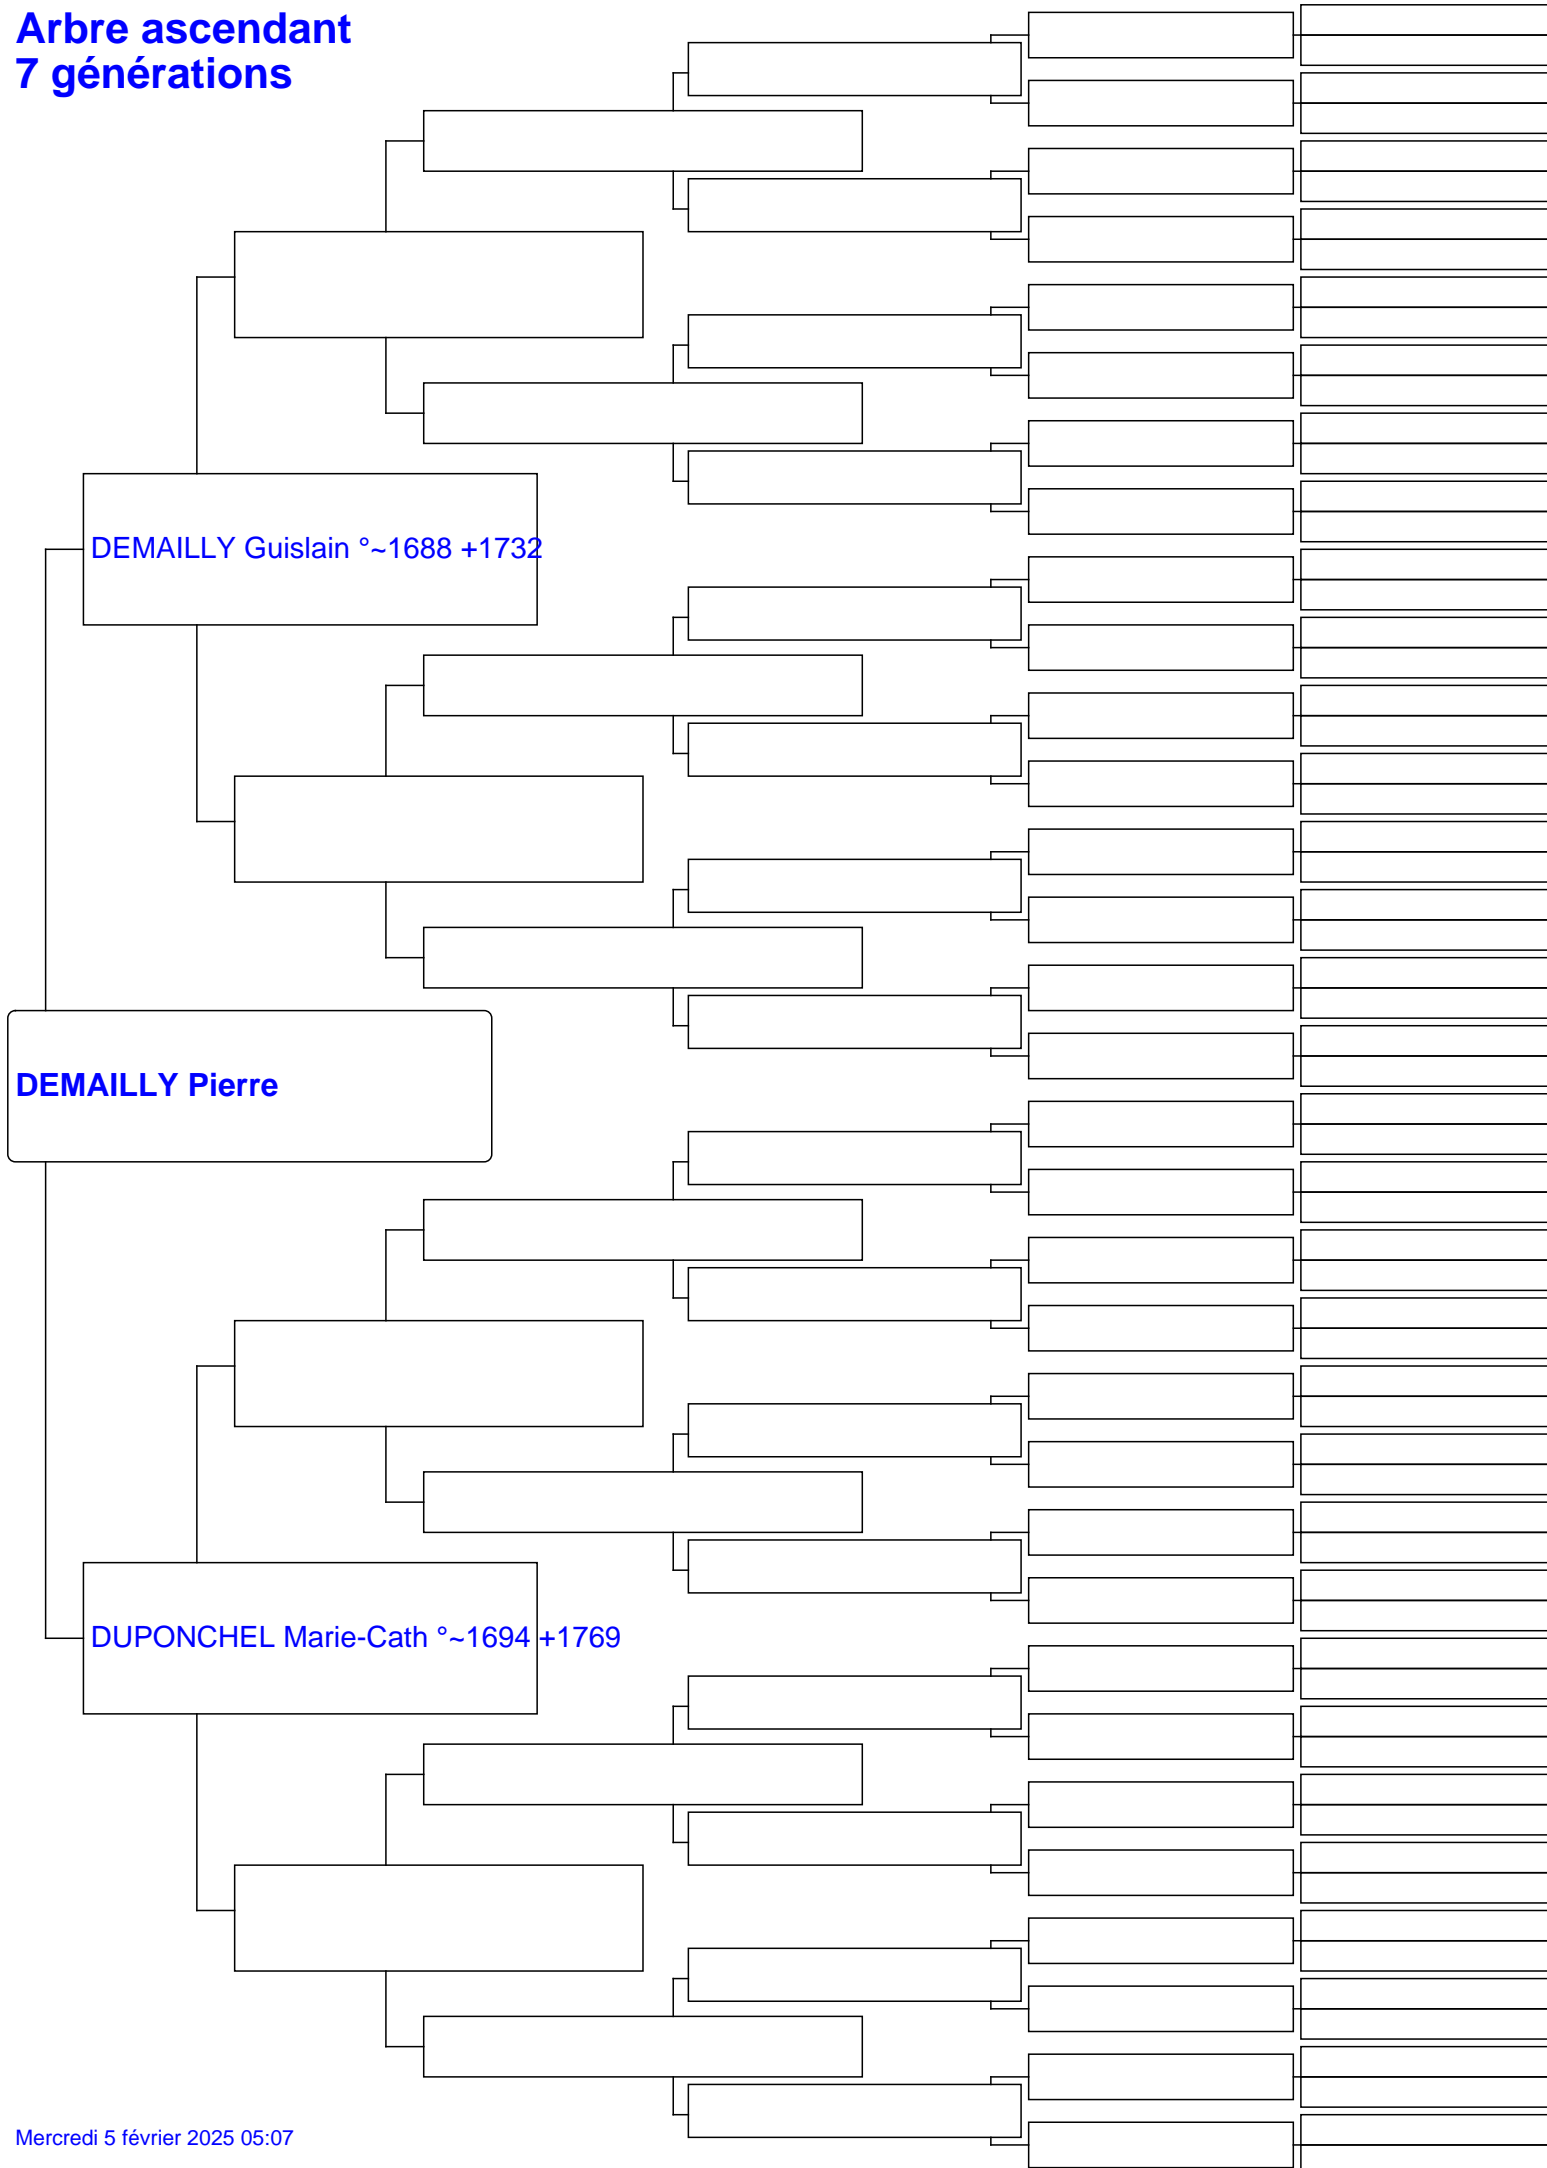 Arbre ascendant
7 générations
DEMAILLY Guislain °~1688 +1732
DEMAILLY Pierre
DUPONCHEL Marie-Cath °~1694 +1769
Mercredi 5 février 2025 05:07